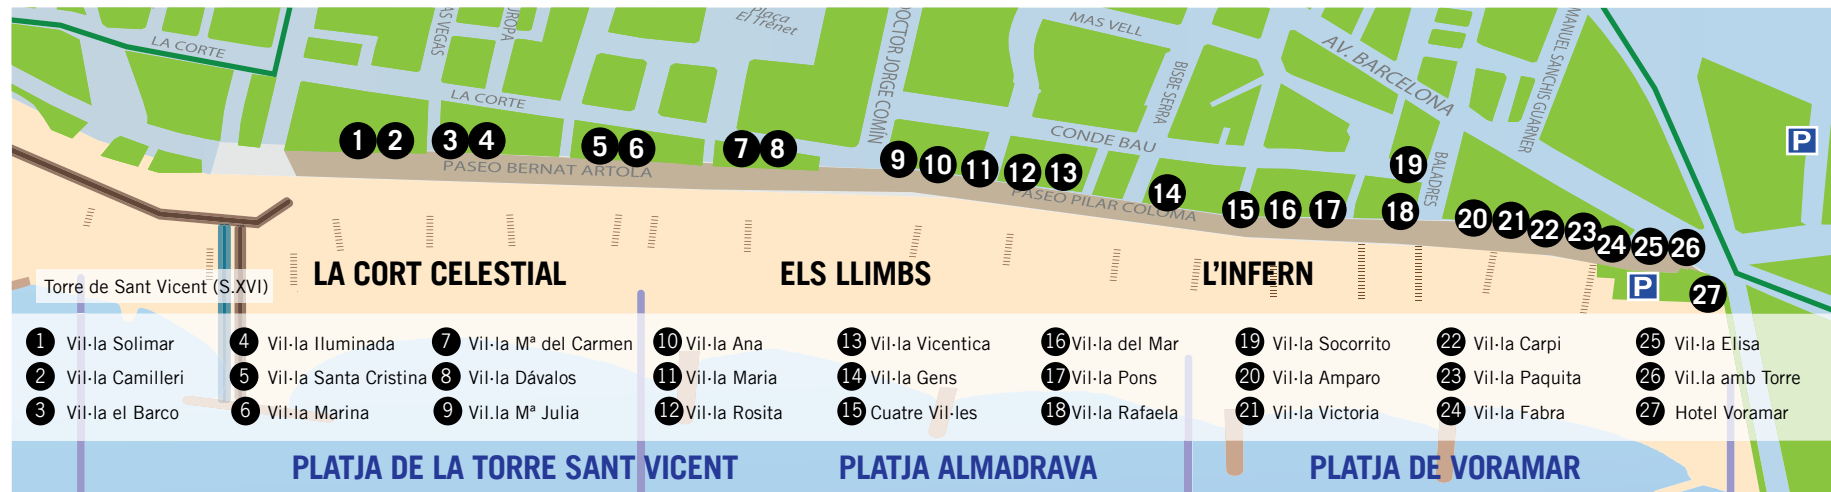 LA CORTE
AS VEGAS
UROPA
Plaça
El Trenet
DOCTOR JORGE COMÍN
MAS VELL
BISBE SERRA
AV. BARCELONA
MANUEL SANCHIS GUARNER
LA CORTE
CONDE BAU
BALADRES
P
1 2 3 4 5 6 7 8 9 10 11 12 13 14 15 16 17 18 19 20 21 22 23 24 25 26 27
PASEO BERNAT ARTOLA
PASEO PILAR COLOMA
P
LA CORT CELESTIAL
ELS LLIMBS
L'INFERN
Torre de Sant Vicent (S.XVI)
1 Vil·la Solimar
2 Vil·la Camilleri
3 Vil·la el Barco
4 Vil·la Iluminada
5 Vil·la Santa Cristina
6 Vil·la Marina
7 Vil·la Mª del Carmen
8 Vil·la Dávalos
9 Vil.la Mª Julia
10 Vil·la Ana
11 Vil·la Maria
12 Vil·la Rosita
13 Vil·la Vicentica
14 Vil·la Gens
15 Cuatre Vil·les
16 Vil·la del Mar
17 Vil·la Pons
18 Vil·la Rafaela
19 Vil·la Socorrito
20 Vil·la Amparo
21 Vil·la Victoria
22 Vil·la Carpi
23 Vil·la Paquita
24 Vil·la Fabra
25 Vil·la Elisa
26 Vil.la amb Torre
27 Hotel Voramar
PLATJA DE LA TORRE SANT VICENT
PLATJA ALMADRAVA
PLATJA DE VORAMAR